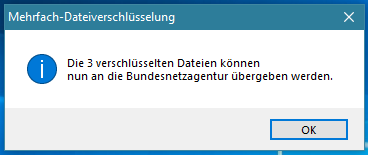 Mehrfach-Dateiverschlüsselung
Die 3 verschlüsselten Dateien können
nun an die Bundesnetzagentur übergeben werden.
OK